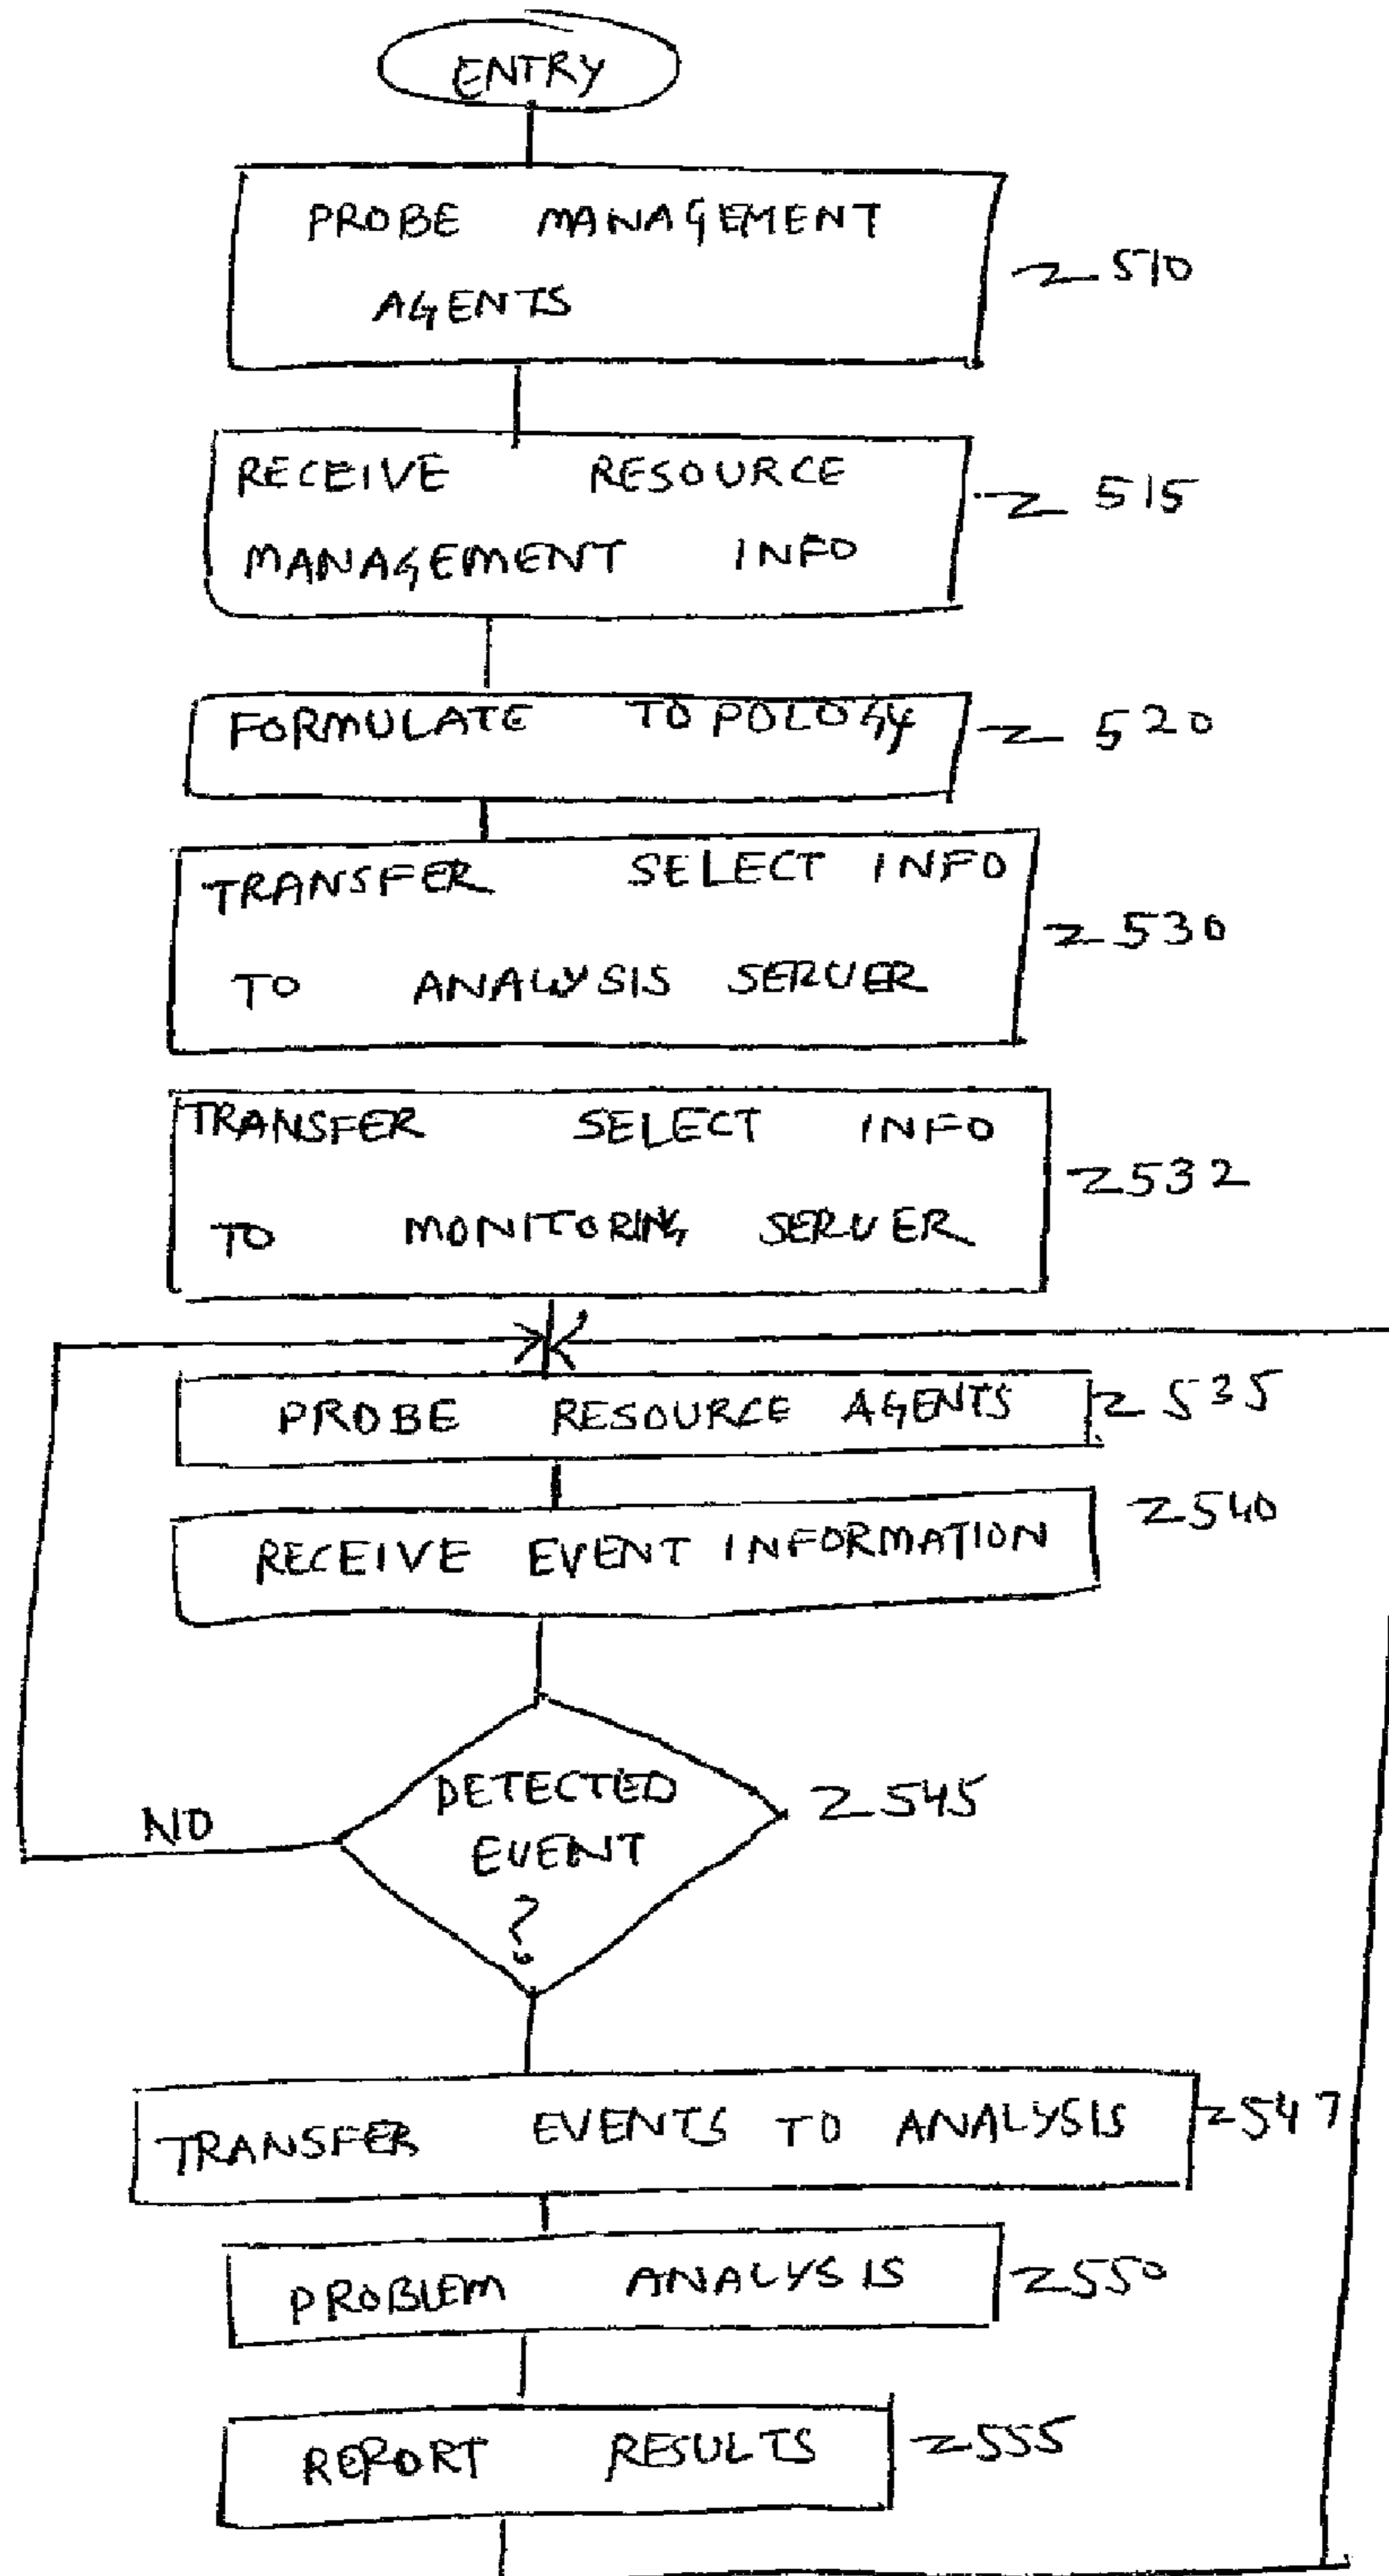 ENTRY
PROBE MANAGEMENT
AGENTS
510
RECEIVE RESOURCE
MANAGEMENT INFO
515
FORMULATE TOPOLOGY
520
TRANSFER SELECT INFO
TO ANALYSIS SERVER
530
TRANSFER SELECT INFO
TO MONITORING SERVER
532
PROBE RESOURCE AGENTS
535
RECEIVE EVENT INFORMATION
540
DETECTED
EVENT
?
545
NO
TRANSFER EVENTS TO ANALYSIS
547
PROBLEM ANALYSIS
550
REPORT RESULTS
555